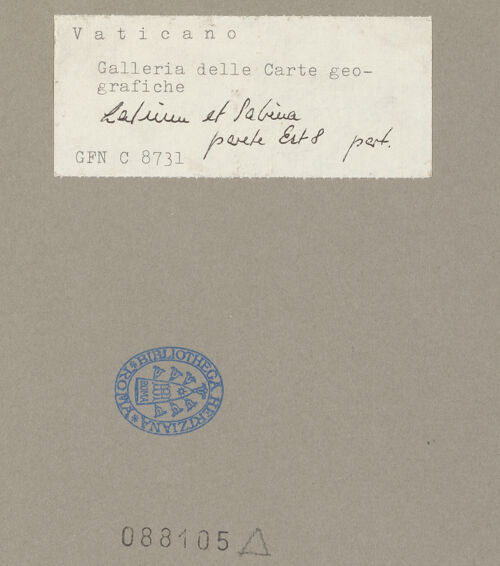 Vaticano
Galleria delle Carte geo-
grafiche
Latium et Sabina
parete Est 8 part.
GFN C 8731
BIBLIOTHECA HERTZIANA ROMA
ROMA
088105